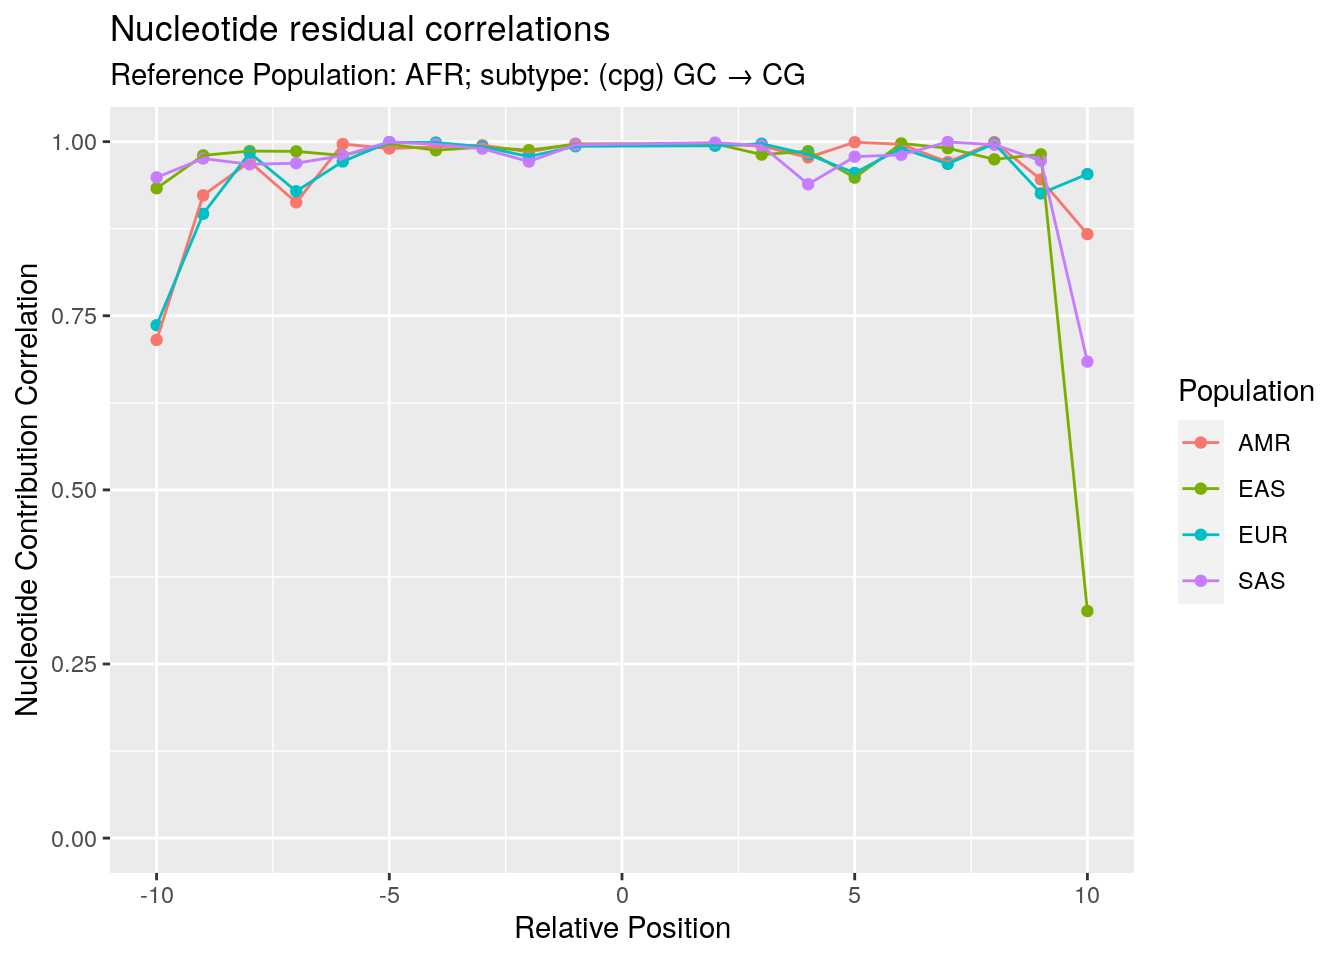 Nucleotide residual correlations
Reference Population: AFR; subtype: (cpg) GC → CG
Nucleotide Contribution Correlation
1.00
0.75
0.50
0.25
0.00
-10
-5
0
5
10
Relative Position
Population
AMR
EAS
EUR
SAS